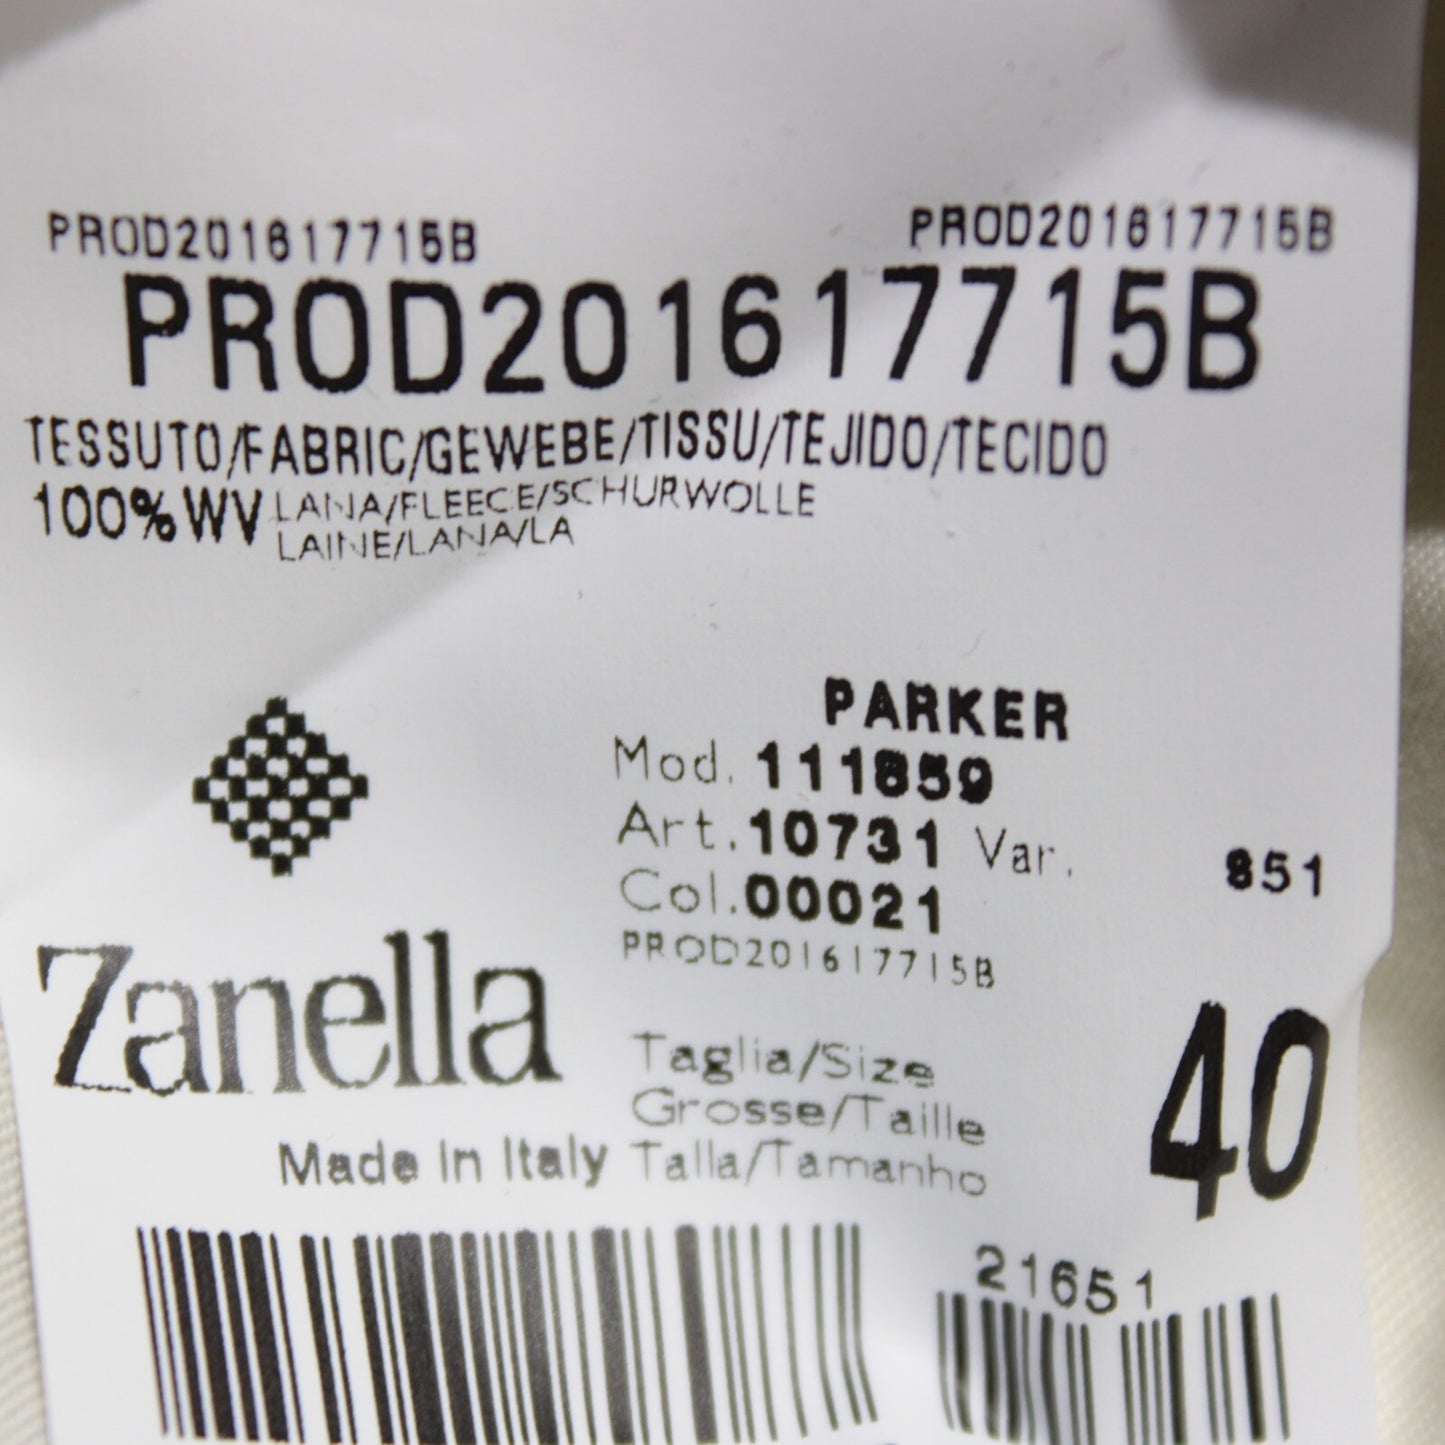 PROD201617715B PROD201617715B
PROD201617715B
TESSUTO/FABRIC/GEWEBE/TISSU/TEJIDO/TECIDO
100%WV LANA/FLEECE/SCHURWOLLE
LAINE/LANA/LA
PARKER
Mod. 111859
Art. 10731 Var. 851
Col. 00021
PROD201617715B
Zanella
Taglia/Size 40
Grosse/Taille
Made In Italy Talla/Tamanho
21651